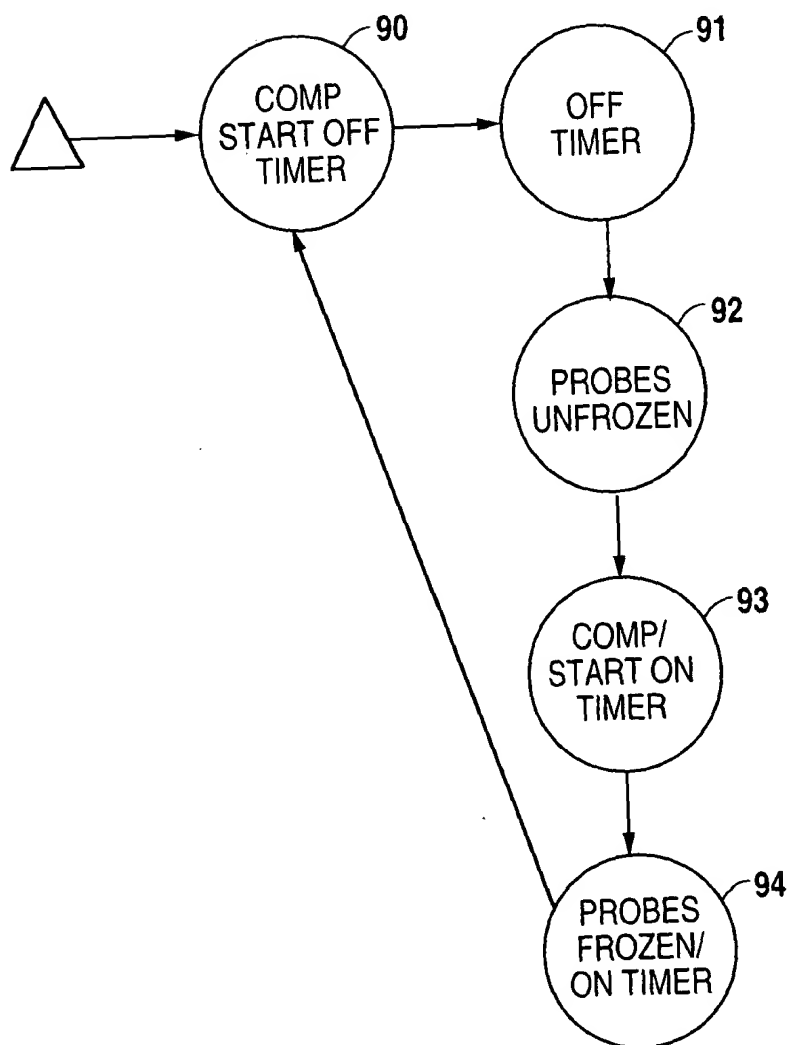 90
COMP
START OFF
TIMER
91
OFF
TIMER
92
PROBES
UNFROZEN
93
COMP/
START ON
TIMER
94
PROBES
FROZEN/
ON TIMER